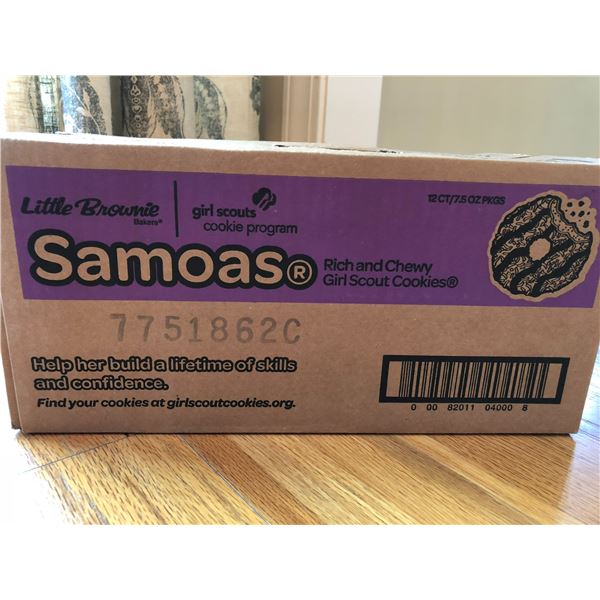 Little Brownie
Bakers®
girl scouts
cookie program
12 CT/7.5 OZ PKGS
Samoas®
Rich and Chewy
Girl Scout Cookies®
7751862C
Help her build a lifetime of skills
and confidence.
Find your cookies at girlscoutcookies.org.
0 00 82011 04000 8